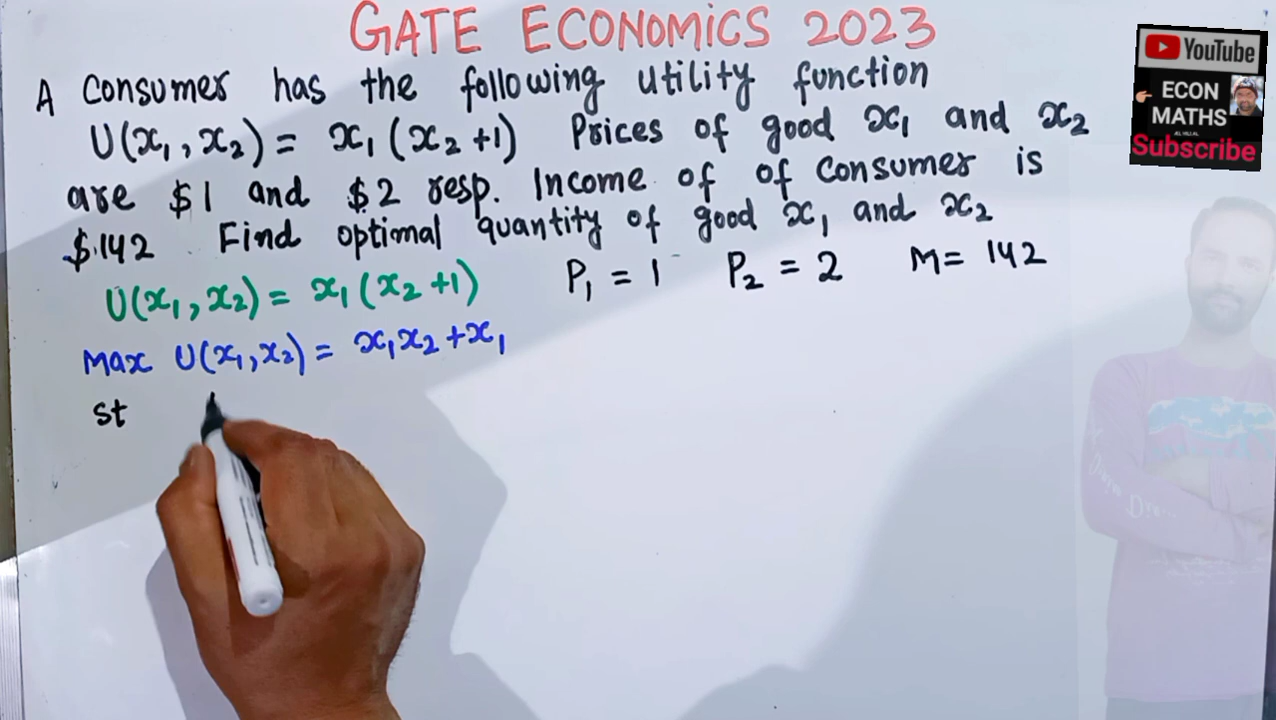 GATE ECONOMICS 2023
A Consumer has the following utility function
U(x₁, x₂) = x₁ (x₂ +1) Prices of good x₁ and x₂
are $1 and $2 resp. Income of of Consumer is
$.142 Find optimal quantity of good x₁ and x₂
U(x₁, x₂) = x₁ (x₂ +1) P₁ = 1 P₂ = 2 M = 142
Max U(x₁, x₂) = x₁x₂ + x₁
st
YouTube
ECON
MATHS
Subscribe